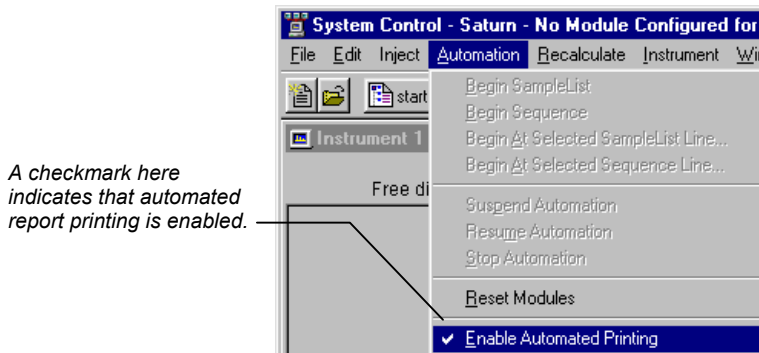 System Control - Saturn - No Module Configured for
File Edit Inject Automation Recalculate Instrument
start
Begin SampleList
Begin Sequence
Instrument 1
Begin At Selected SampleList Line...
Begin At Selected Sequence Line...
A checkmark here
indicates that automated
report printing is enabled.
Free
Suspend Automation
Resume Automation
Stop Automation
Reset Modules
Enable Automated Printing